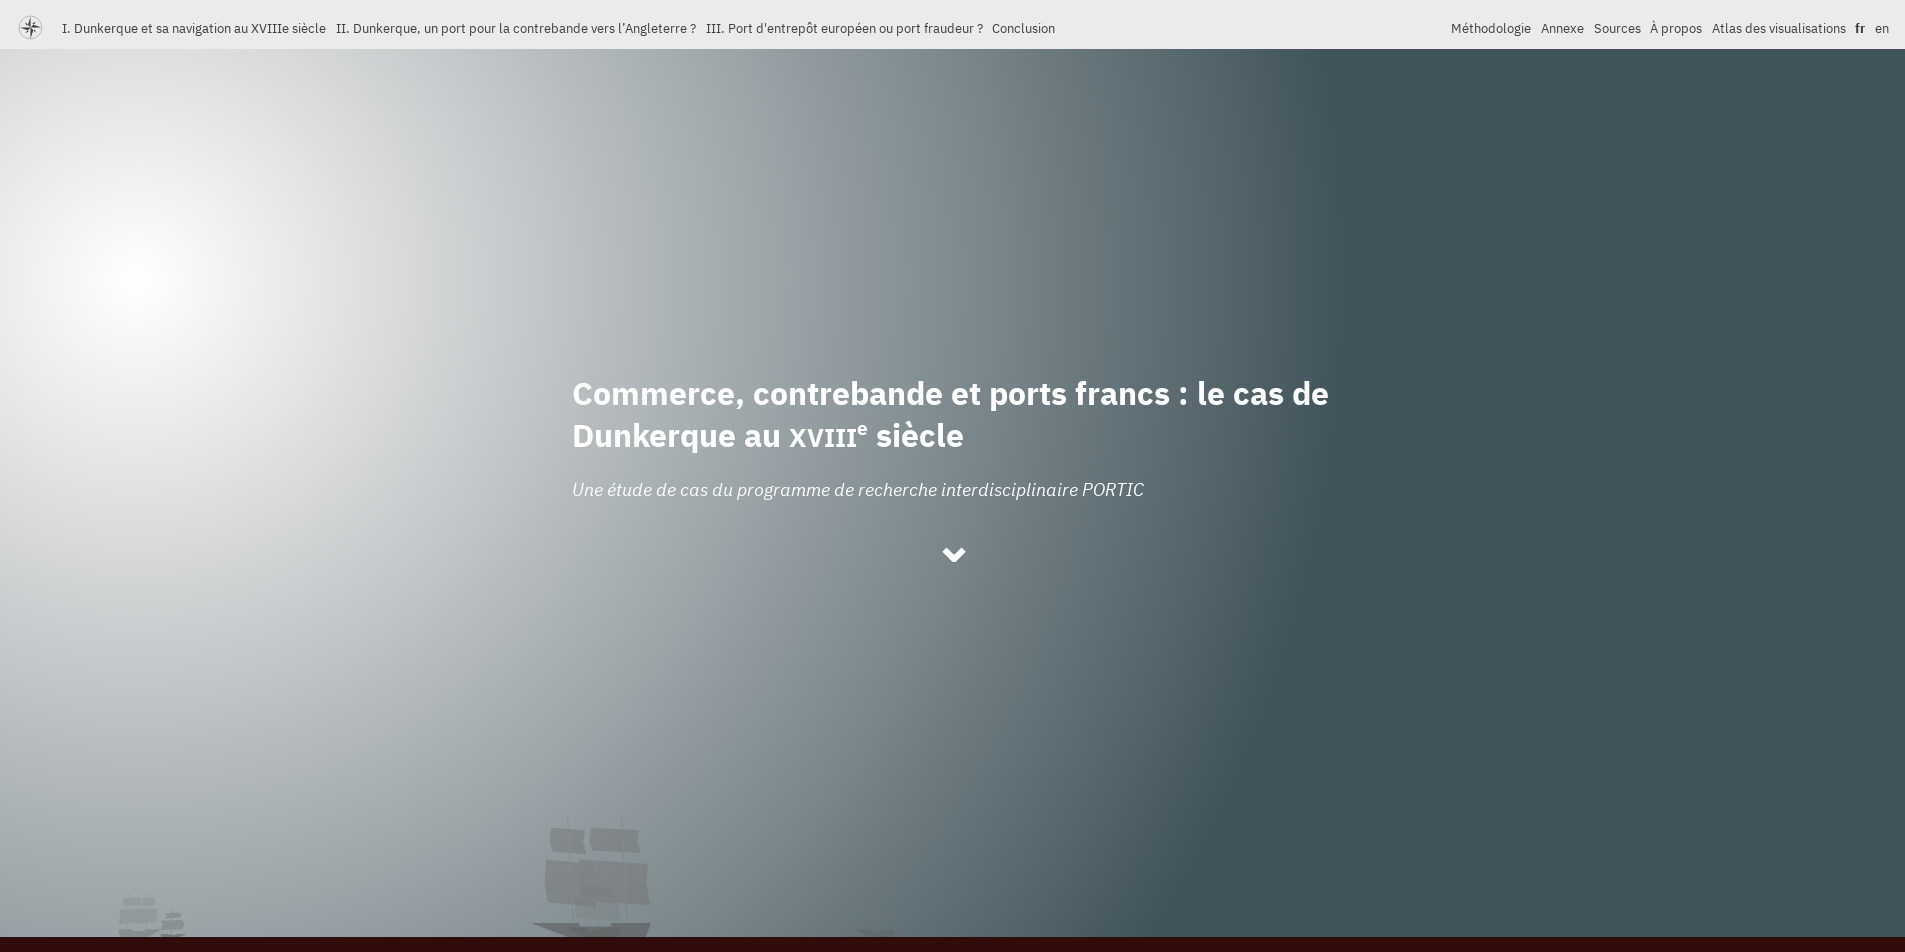 I. Dunkerque et sa navigation au XVIIIe siècle II. Dunkerque, un port pour la contrebande vers l’Angleterre ? III. Port d'entrepôt européen ou port fraudeur ? Conclusion Méthodologie Annexe Sources À propos Atlas des visualisations fr en
Commerce, contrebande et ports francs : le cas de
Dunkerque au XVIIIe siècle
Une étude de cas du programme de recherche interdisciplinaire PORTIC